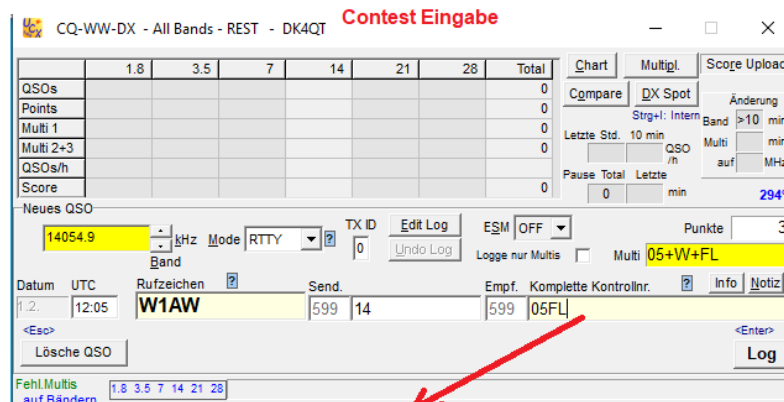 CQ-WW-DX - All Bands - REST - DK4QT
Contest Eingabe
1.8 3.5 7 14 21 28 Total
QSOs 0
Points 0
Multi 1 0
Multi 2+3 0
QSOs/h
Score 0
Chart Multipl. Score Upload
Compare DX Spot Änderung
Strg+I: Intern Band >10 min
Letzte Std. 10 min QSO /h Multi min
auf MHz
Pause Total Letzte
0 min 294°
Neues QSO
14054.9 kHz Mode RTTY ? TX ID 0 Edit Log Undo Log ESM OFF Punkte 3
Band Logge nur Multis Multi 05+W+FL
Datum UTC Rufzeichen ? Send. Empf. Komplette Kontrollnr. ? Info Notiz
1.2. 12:05 W1AW 599 14 599 05FL
<Esc> <Enter>
Lösche QSO Log
Fehl.Multis 1.8 3.5 7 14 21 28
auf Bändern